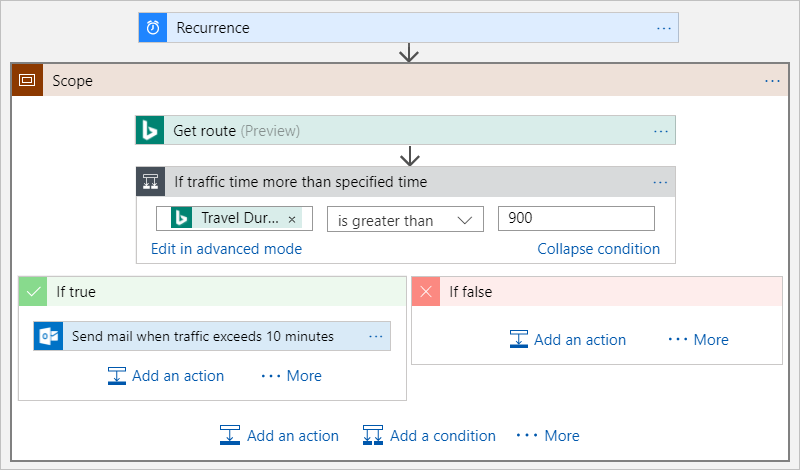 Recurrence ···
Scope ···
Get route (Preview) ···
If traffic time more than specified time ···
Travel Dur... × is greater than 900
Edit in advanced mode Collapse condition
If true If false
Send mail when traffic exceeds 10 minutes ··· Add an action ··· More
Add an action ··· More
Add an action Add a condition ··· More